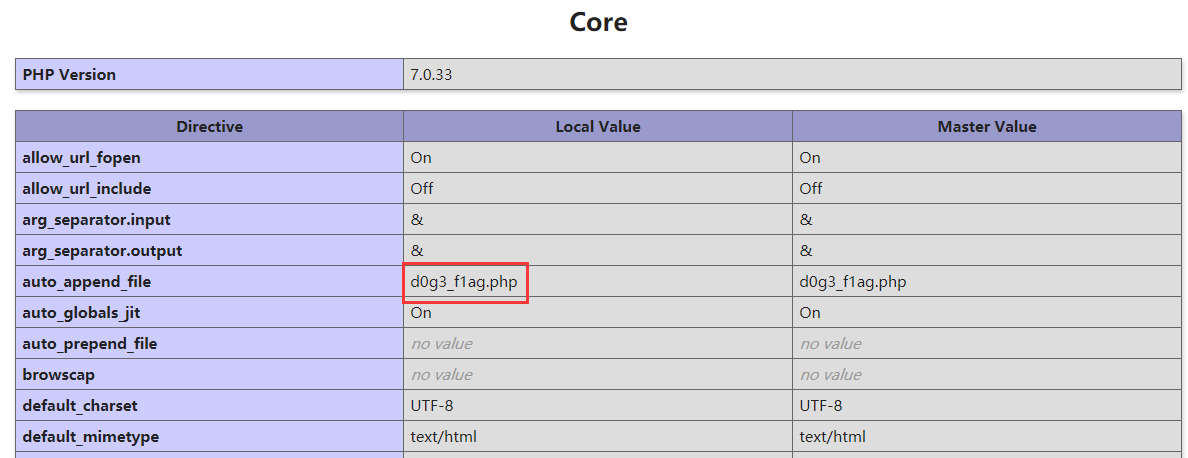 Core
PHP Version 7.0.33
Directive Local Value Master Value
allow_url_fopen On On
allow_url_include Off Off
arg_separator.input & &
arg_separator.output & &
auto_append_file d0g3_f1ag.php d0g3_f1ag.php
auto_globals_jit On On
auto_prepend_file no value no value
browscap no value no value
default_charset UTF-8 UTF-8
default_mimetype text/html text/html